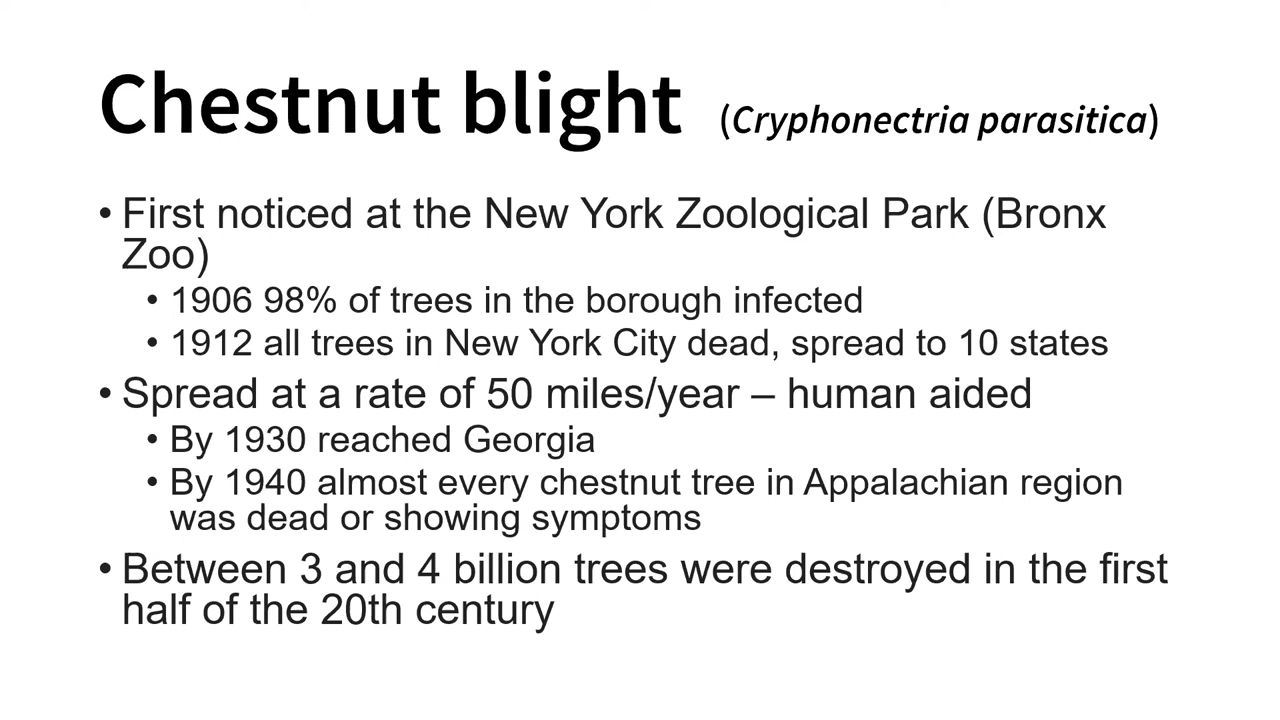 Chestnut blight (Cryphonectria parasitica)
• First noticed at the New York Zoological Park (Bronx
Zoo)
• 1906 98% of trees in the borough infected
• 1912 all trees in New York City dead, spread to 10 states
• Spread at a rate of 50 miles/year – human aided
• By 1930 reached Georgia
• By 1940 almost every chestnut tree in Appalachian region
was dead or showing symptoms
• Between 3 and 4 billion trees were destroyed in the first
half of the 20th century